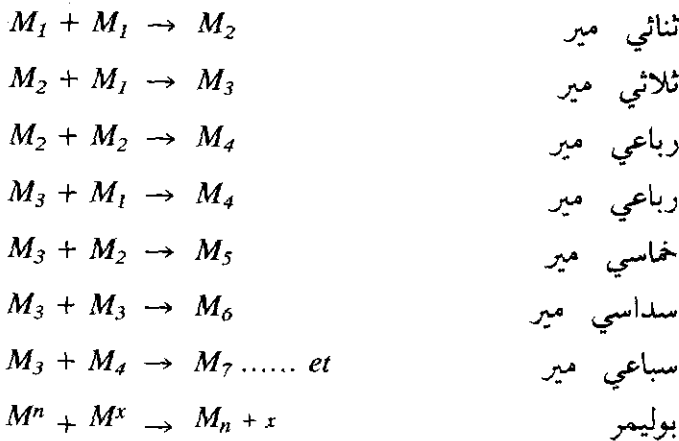 M₁ + M₁ → M₂ ثنائي مير
M₂ + M₁ → M₃ ثلاثي مير
M₂ + M₂ → M₄ رباعي مير
M₃ + M₁ → M₄ رباعي مير
M₃ + M₂ → M₅ خماسي مير
M₃ + M₃ → M₆ سداسي مير
M₃ + M₄ → M₇ ...... et سباعي مير
Mⁿ + Mˣ → Mₙ + ₓ بوليمر